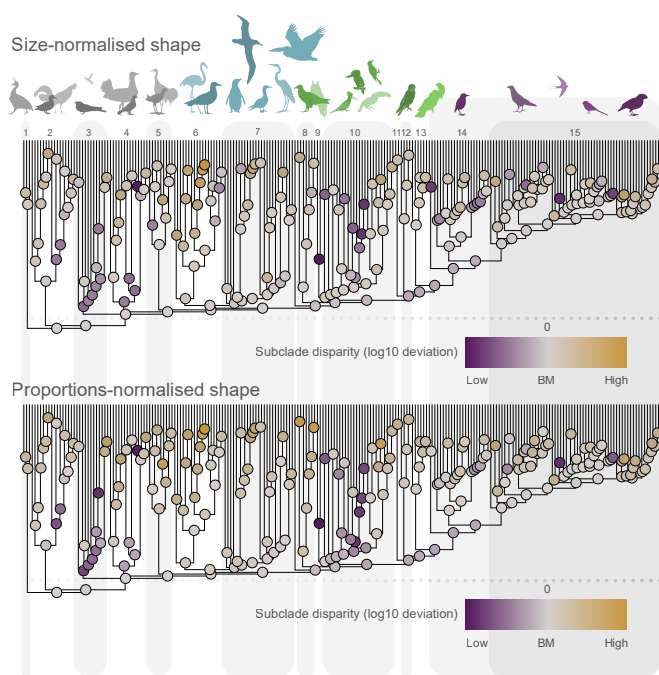 Size-normalised shape
1 2 3 4 5 6 7 8 9 10 11 12 13 14 15
0
Subclade disparity (log10 deviation)
Low BM High
Proportions-normalised shape
0
Subclade disparity (log10 deviation)
Low BM High